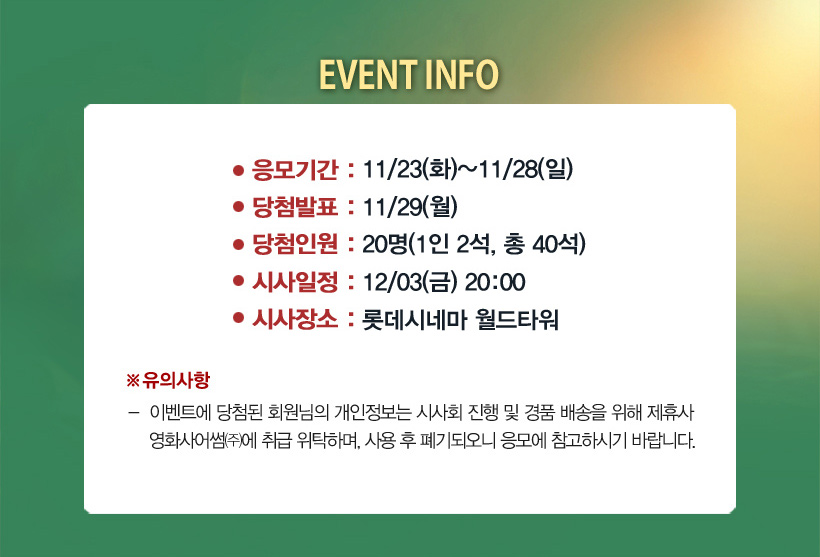 EVENT INFO
● 응모기간 : 11/23(화)~11/28(일)
● 당첨발표 : 11/29(월)
● 당첨인원 : 20명(1인 2석, 총 40석)
● 시사일정 : 12/03(금) 20:00
● 시사장소 : 롯데시네마 월드타워
※유의사항
– 이벤트에 당첨된 회원님의 개인정보는 시사회 진행 및 경품 배송을 위해 제휴사
영화사어썸㈜에 취급 위탁하며, 사용 후 폐기되오니 응모에 참고하시기 바랍니다.